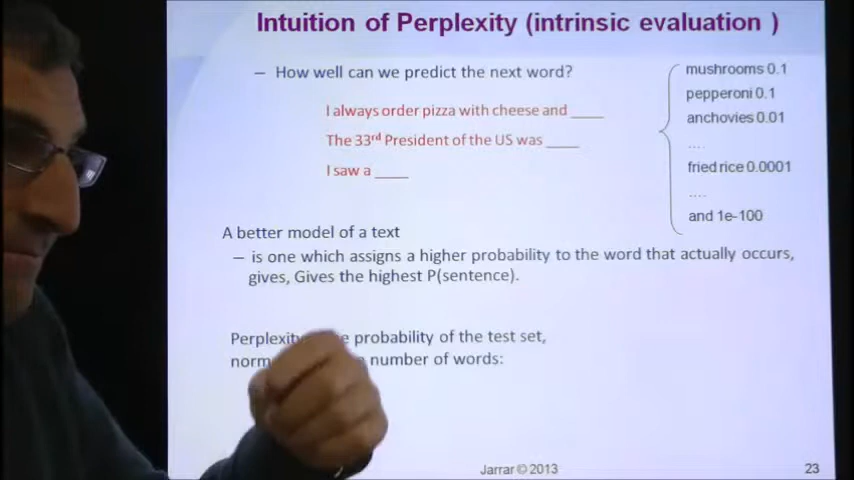 Intuition of Perplexity (intrinsic evaluation )
– How well can we predict the next word?
I always order pizza with cheese and ____
The 33rd President of the US was ____
I saw a ____
mushrooms 0.1
pepperoni 0.1
anchovies 0.01
....
fried rice 0.0001
....
and 1e-100
A better model of a text
– is one which assigns a higher probability to the word that actually occurs,
gives, Gives the highest P(sentence).
Perplexity probability of the test set,
number of words:
Jarrar © 2013
23